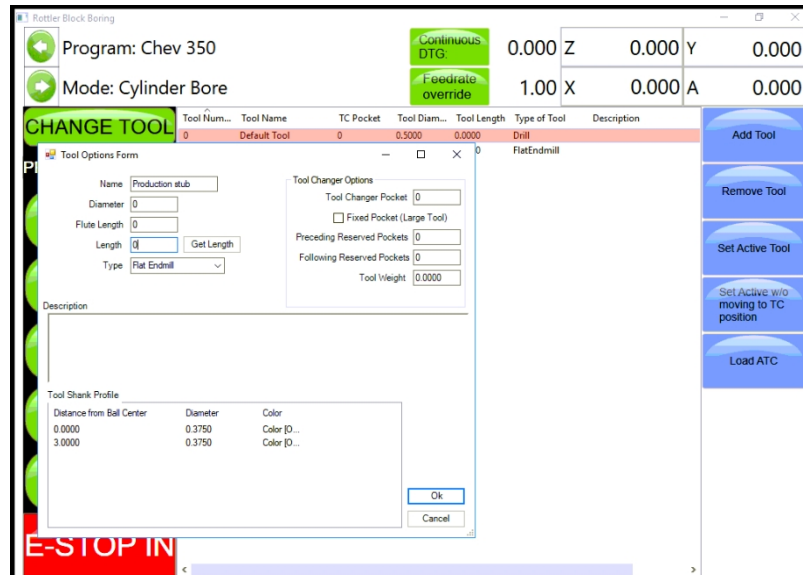 Rottler Block Boring
Program: Chev 350
Continuous DTG:
0.000 Z 0.000 Y 0.000
Mode: Cylinder Bore
Feedrate override
1.00 X 0.000 A 0.000
CHANGE TOOL
Tool Num... Tool Name TC Pocket Tool Diam... Tool Length Type of Tool Description
0 Default Tool 0 0.5000 0.0000 Drill
0 FlatEndmill
Add Tool
Remove Tool
Set Active Tool
Set Active w/o
moving to TC
position
Load ATC
Tool Options Form
Name Production stub
Diameter 0
Flute Length 0
Length 0 Get Length
Type Flat Endmill
Tool Changer Options
Tool Changer Pocket 0
Fixed Pocket (Large Tool)
Preceding Reserved Pockets 0
Following Reserved Pockets 0
Tool Weight 0.0000
Description
Tool Shank Profile
Distance from Ball Center Diameter Color
0.0000 0.3750 Color [O...
3.0000 0.3750 Color [O...
Ok
Cancel
E-STOP IN